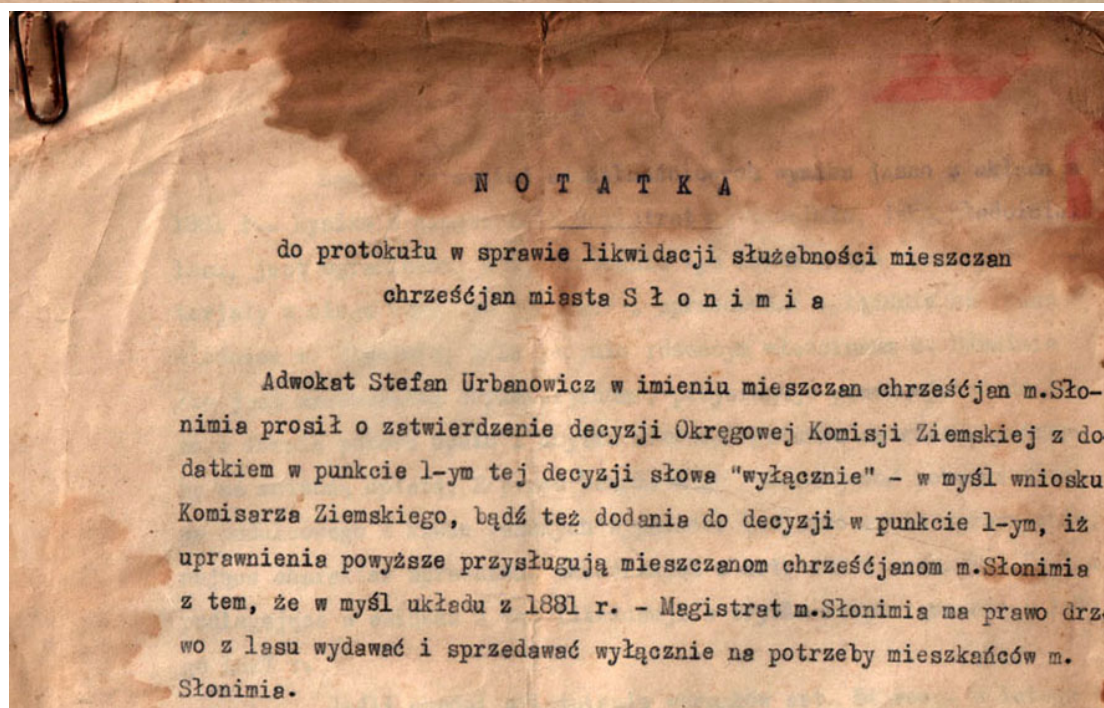 N O T A T K A
do protokułu w sprawie likwidacji służebności mieszczan
chrześćjan miasta S ł o n i m i a
Adwokat Stefan Urbanowicz w imieniu mieszczan chrześćjan m.Sło-
nimia prosił o zatwierdzenie decyzji Okręgowej Komisji Ziemskiej z do
datkiem w punkcie 1-ym tej decyzji słowa "wyłącznie" - w myśl wniosku
Komisarza Ziemskiego, bądź też dodania do decyzji w punkcie 1-ym, iż
uprawnienia powyższe przysługują mieszczanom chrześćjanom m.Słonimia
z tem, że w myśl układu z 1881 r. - Magistrat m.Słonimia ma prawo drze
wo z lasu wydawać i sprzedawać wyłącznie na potrzeby mieszkańców m.
Słonimia.